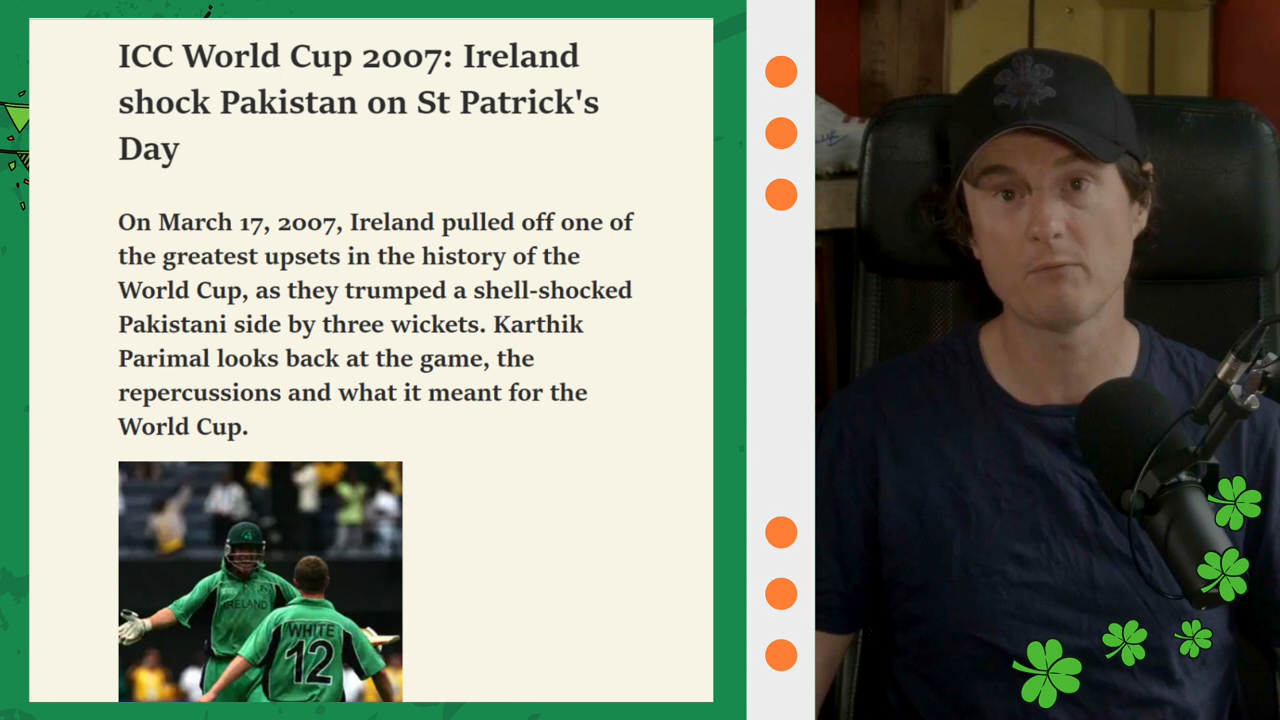 ICC World Cup 2007: Ireland
shock Pakistan on St Patrick's
Day
On March 17, 2007, Ireland pulled off one of
the greatest upsets in the history of the
World Cup, as they trumped a shell-shocked
Pakistani side by three wickets. Karthik
Parimal looks back at the game, the
repercussions and what it meant for the
World Cup.
IRELAND
WHITE
12